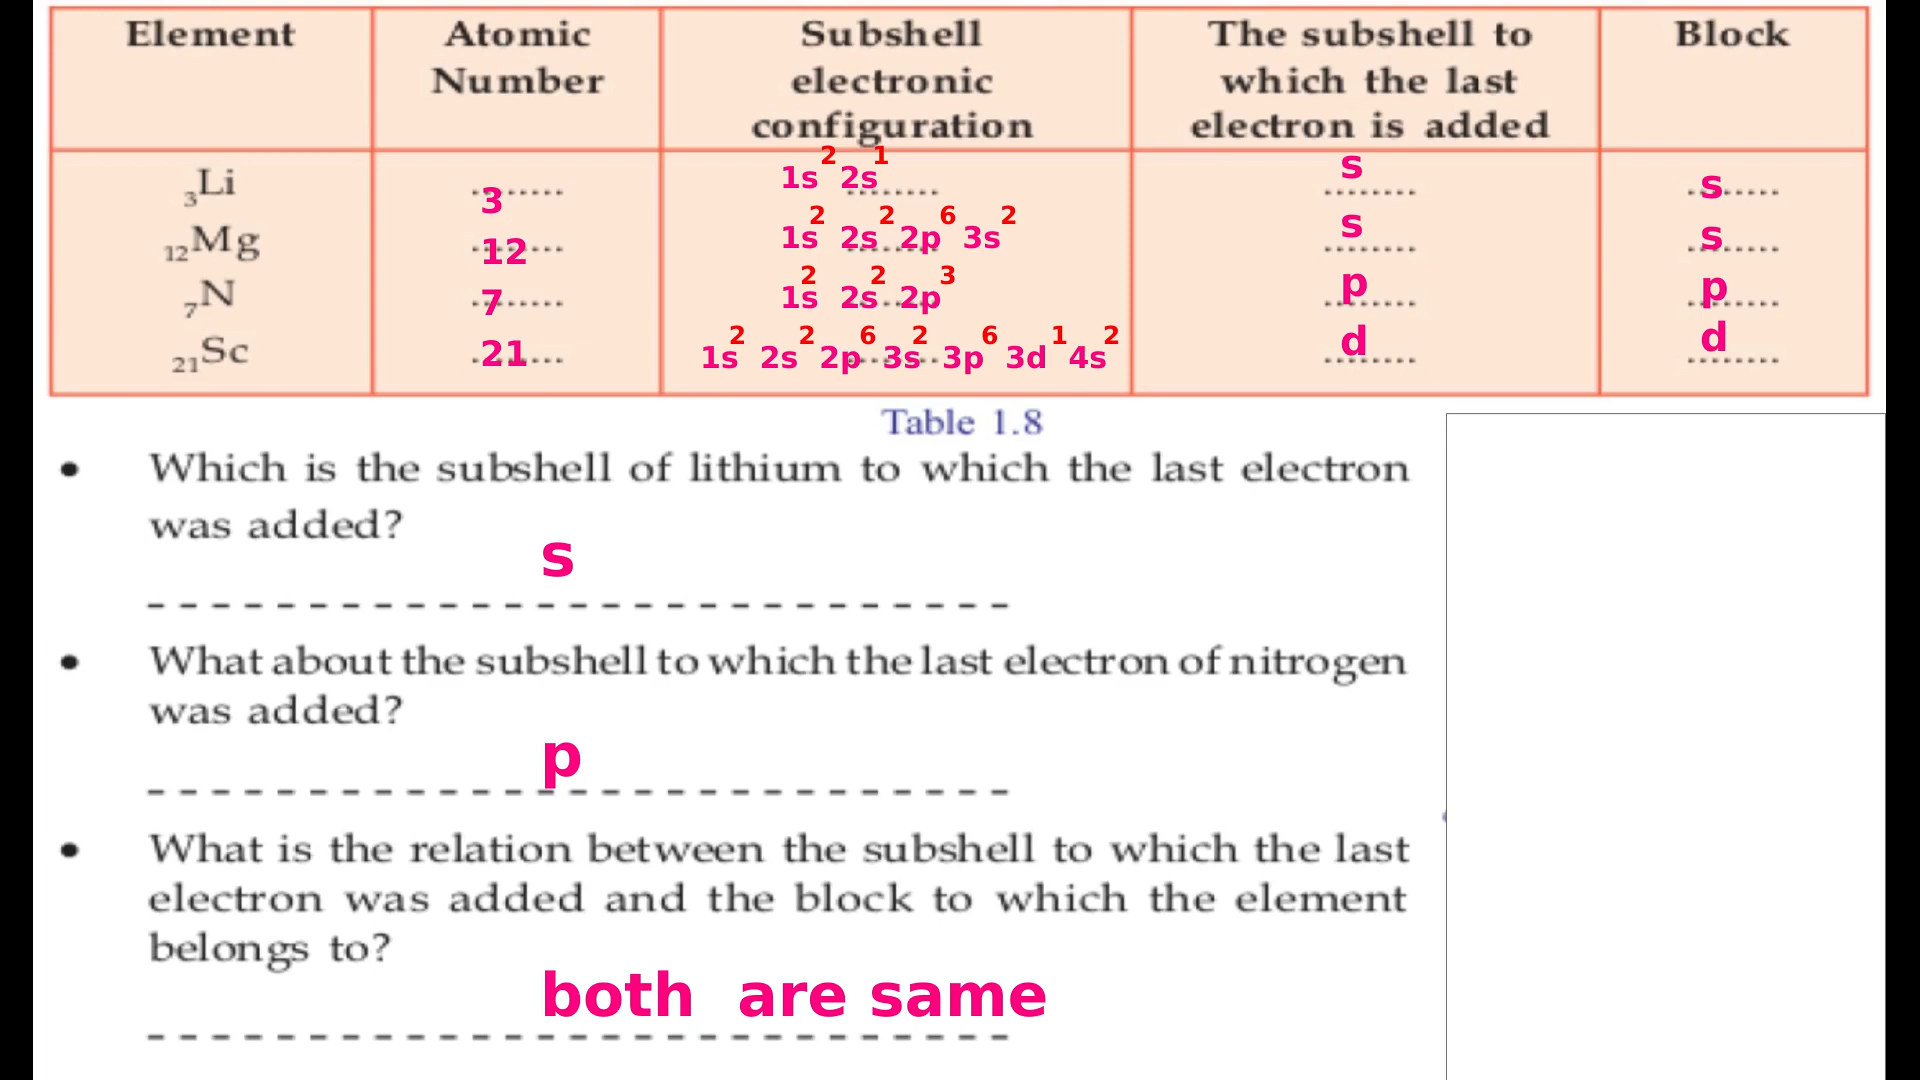 Element Atomic Number Subshell electronic configuration The subshell to which the last electron is added Block
₃Li 3 1s² 2s¹ s s
₁₂Mg 12 1s² 2s² 2p⁶ 3s² s s
₇N 7 1s² 2s² 2p³ p p
₂₁Sc 21 1s² 2s² 2p⁶ 3s² 3p⁶ 3d¹ 4s² d d
Table 1.8
• Which is the subshell of lithium to which the last electron
was added?
s
• What about the subshell to which the last electron of nitrogen
was added?
p
• What is the relation between the subshell to which the last
electron was added and the block to which the element
belongs to?
both are same